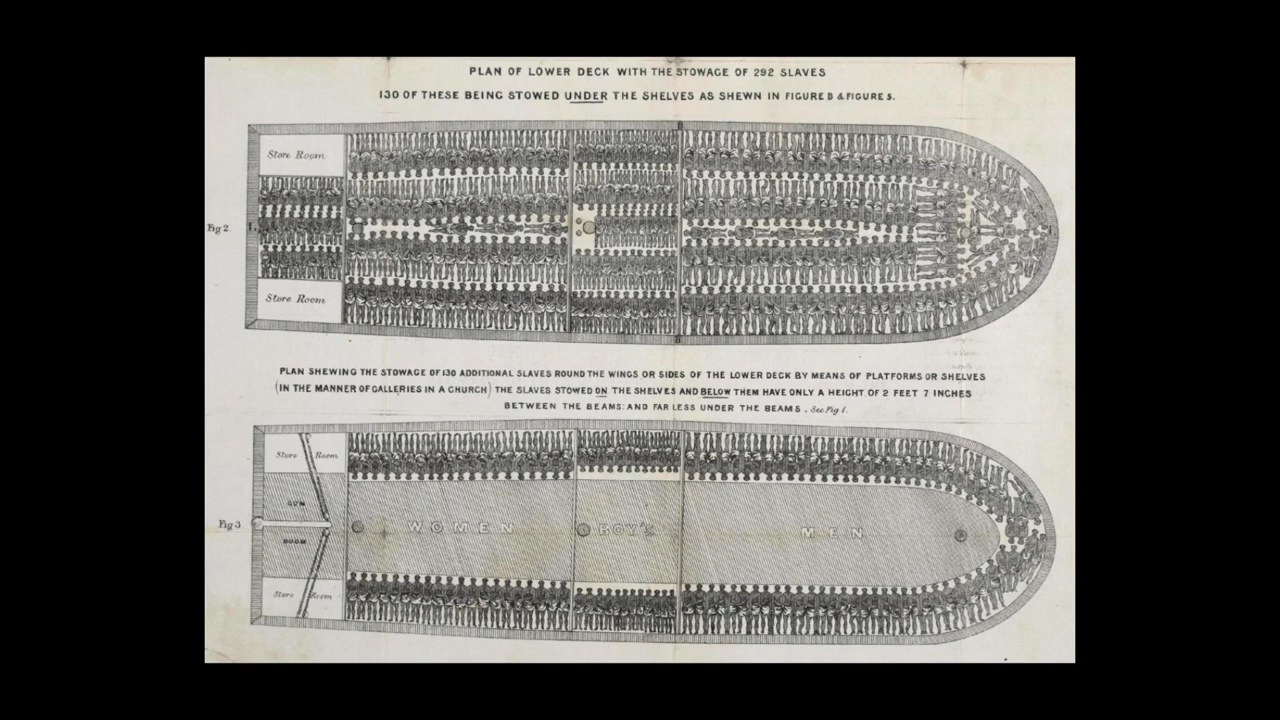 PLAN OF LOWER DECK WITH THE STOWAGE OF 292 SLAVES
130 OF THESE BEING STOWED UNDER THE SHELVES AS SHEWN IN FIGURE B & FIGURE 5.
Store Room
Fig 2
Store Room
PLAN SHEWING THE STOWAGE OF 130 ADDITIONAL SLAVES ROUND THE WINGS OR SIDES OF THE LOWER DECK BY MEANS OF PLATFORMS OR SHELVES
(IN THE MANNER OF GALLERIES IN A CHURCH) THE SLAVES STOWED ON THE SHELVES AND BELOW THEM HAVE ONLY A HEIGHT OF 2 FEET 7 INCHES
BETWEEN THE BEAMS: AND FAR LESS UNDER THE BEAMS. See Fig 1.
Store Room
GUN
Fig 3
WOMEN BOY'S MEN
ROOM
Store Room